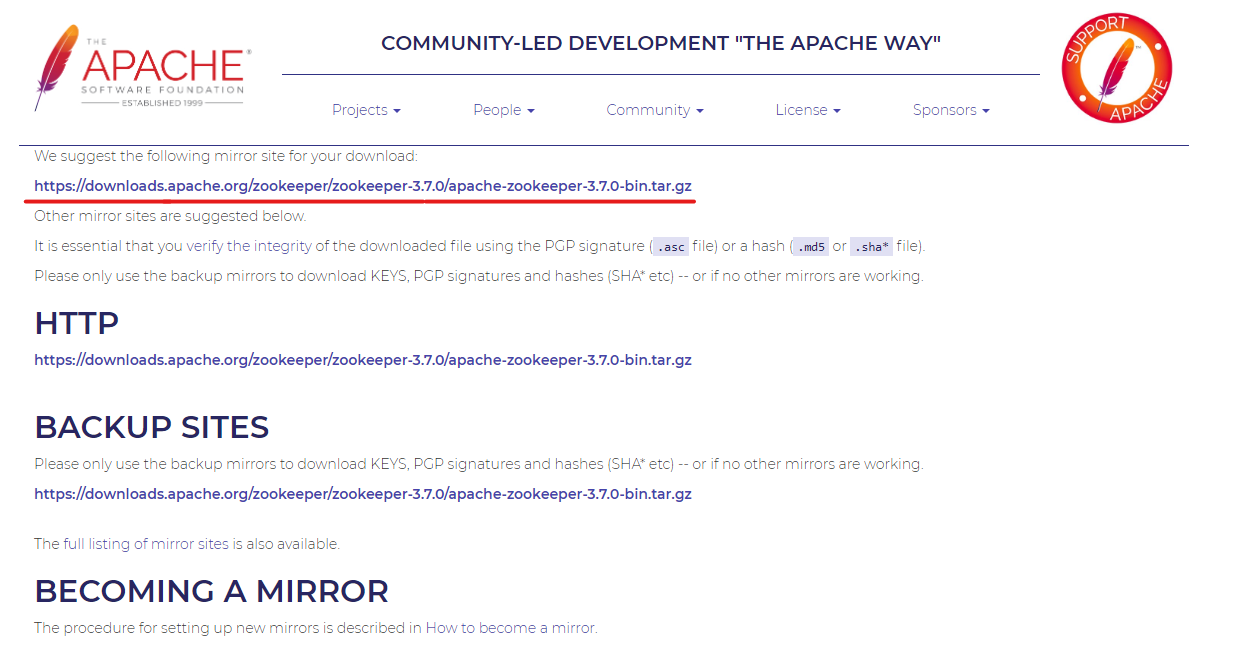 THE
APACHE®
SOFTWARE FOUNDATION
ESTABLISHED 1999
COMMUNITY-LED DEVELOPMENT "THE APACHE WAY"
Projects People Community License Sponsors
SUPPORT
APACHE
We suggest the following mirror site for your download:
https://downloads.apache.org/zookeeper/zookeeper-3.7.0/apache-zookeeper-3.7.0-bin.tar.gz
Other mirror sites are suggested below.
It is essential that you verify the integrity of the downloaded file using the PGP signature ( .asc file) or a hash ( .md5 or .sha* file).
Please only use the backup mirrors to download KEYS, PGP signatures and hashes (SHA* etc) -- or if no other mirrors are working.
HTTP
https://downloads.apache.org/zookeeper/zookeeper-3.7.0/apache-zookeeper-3.7.0-bin.tar.gz
BACKUP SITES
Please only use the backup mirrors to download KEYS, PGP signatures and hashes (SHA* etc) -- or if no other mirrors are working.
https://downloads.apache.org/zookeeper/zookeeper-3.7.0/apache-zookeeper-3.7.0-bin.tar.gz
The full listing of mirror sites is also available.
BECOMING A MIRROR
The procedure for setting up new mirrors is described in How to become a mirror.